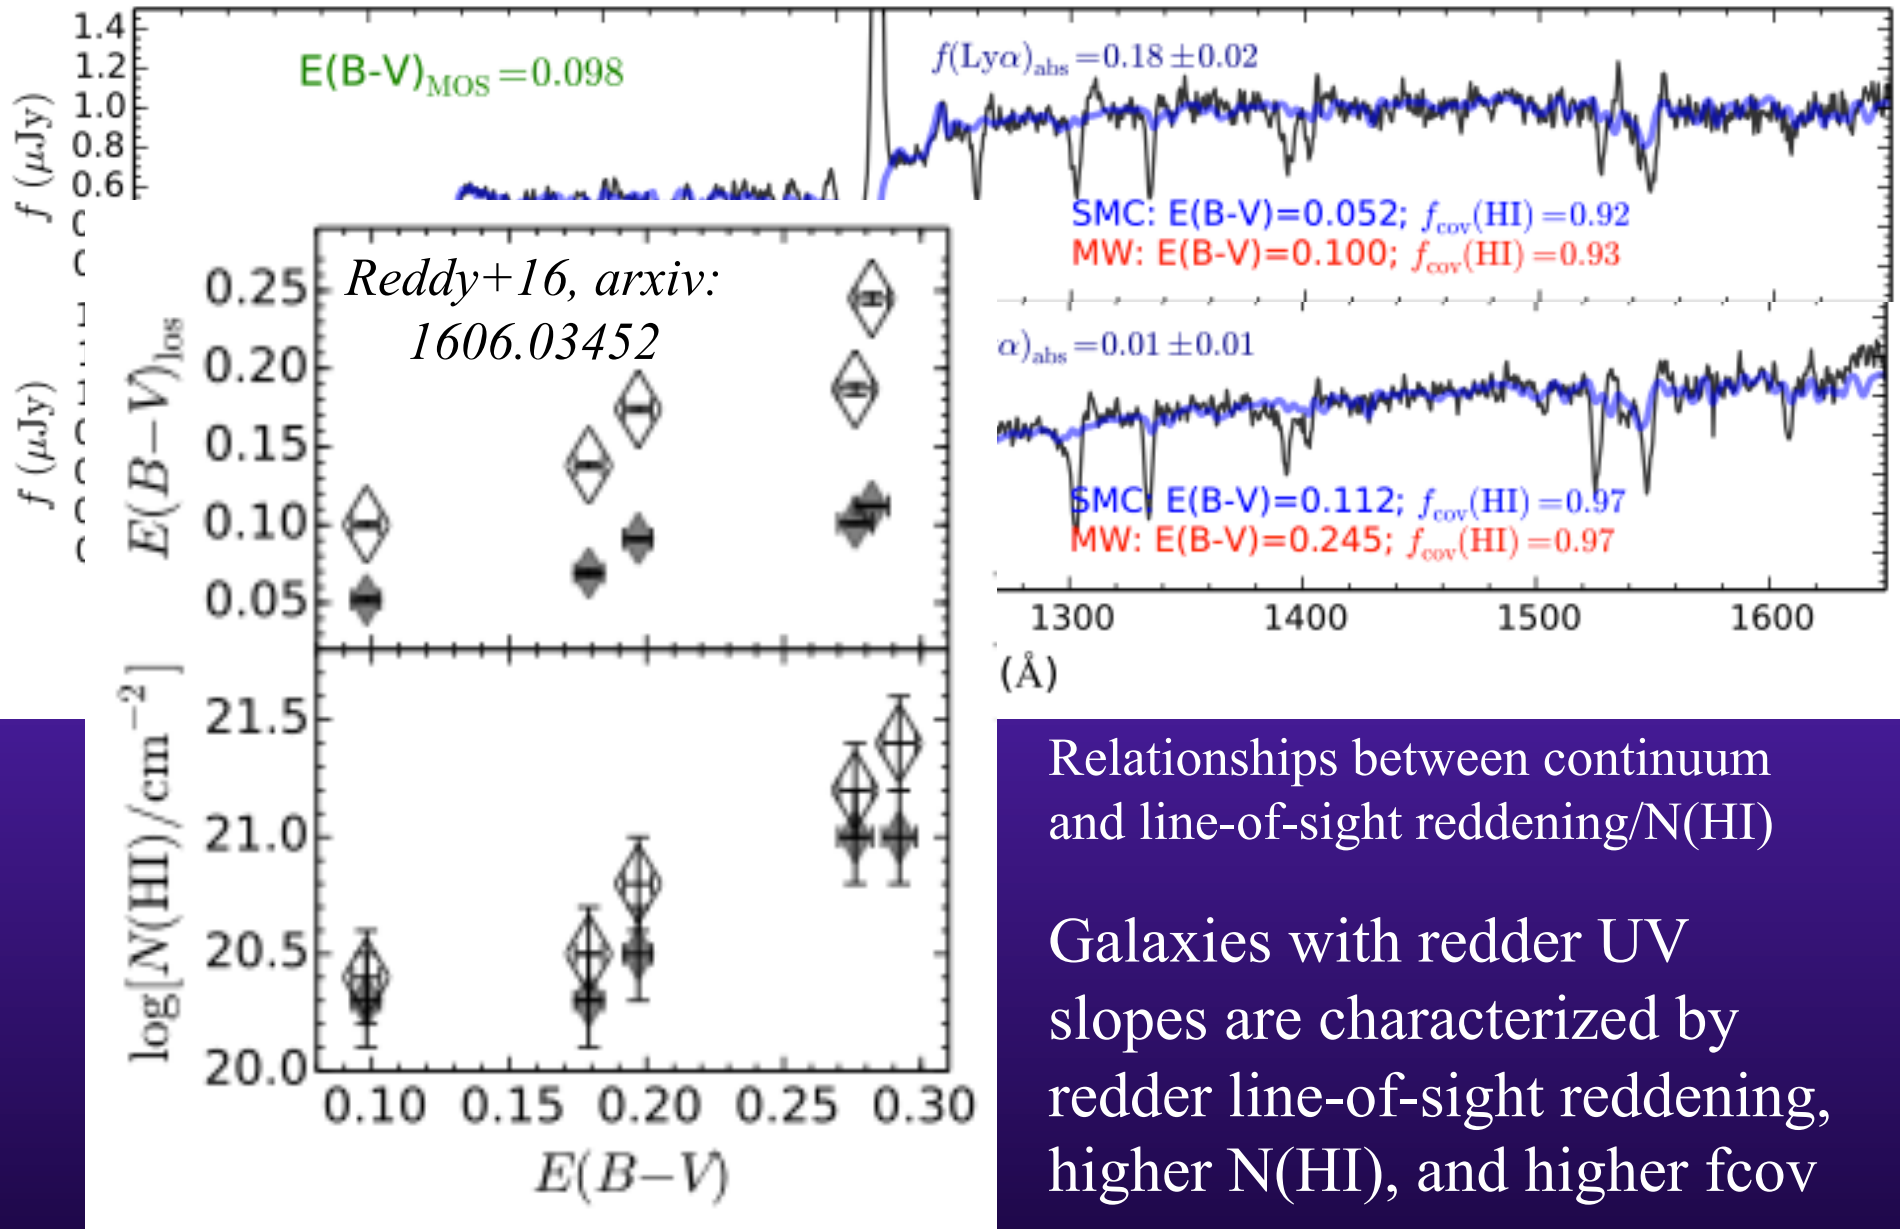 1.4
1.2
1.0
0.8
0.6
f (μJy)
E(B-V)MOS = 0.098
f(Lyα)abs = 0.18 ± 0.02
SMC: E(B-V)=0.052; fcov(HI) = 0.92
MW: E(B-V)=0.100; fcov(HI) = 0.93
f (μJy)
α)abs = 0.01 ± 0.01
SMC: E(B-V)=0.112; fcov(HI) = 0.97
MW: E(B-V)=0.245; fcov(HI) = 0.97
1300 1400 1500 1600
(Å)
Reddy+16, arxiv:
1606.03452
E(B−V)los
0.25
0.20
0.15
0.10
0.05
log[N(HI)/cm−2]
21.5
21.0
20.5
20.0
0.10 0.15 0.20 0.25 0.30
E(B−V)
Relationships between continuum
and line-of-sight reddening/N(HI)
Galaxies with redder UV
slopes are characterized by
redder line-of-sight reddening,
higher N(HI), and higher fcov